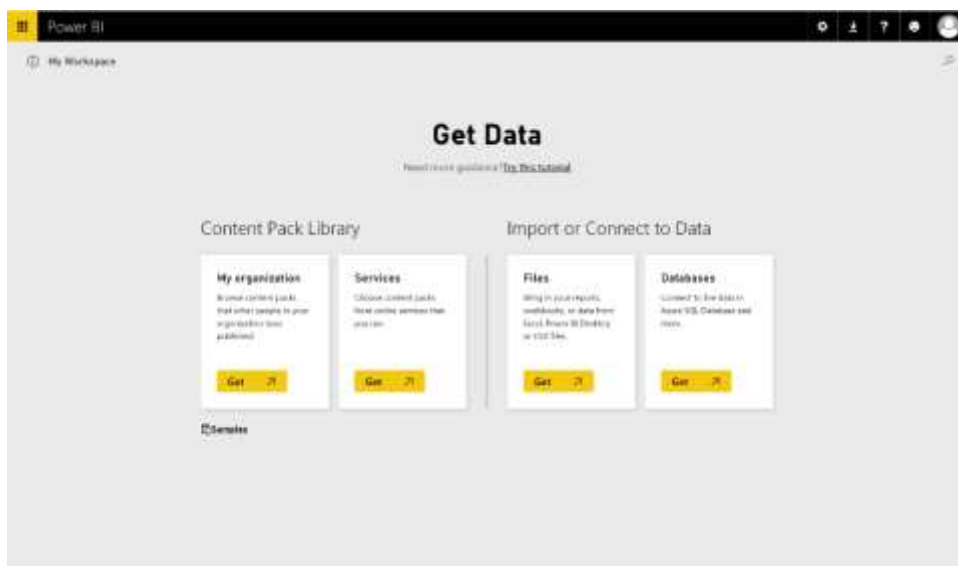 Power BI
My Workspace
Get Data
Need more guidance? Try this tutorial
Content Pack Library
Import or Connect to Data
My organization
Browse content packs
that other people in your
organization have
published.
Get
Services
Choose content packs
from online services that
you use.
Get
Files
Bring in your reports,
workbooks, or data from
Excel, Power BI Desktop
or CSV files.
Get
Databases
Connect to live data in
Azure SQL Database and
more.
Get
Samples